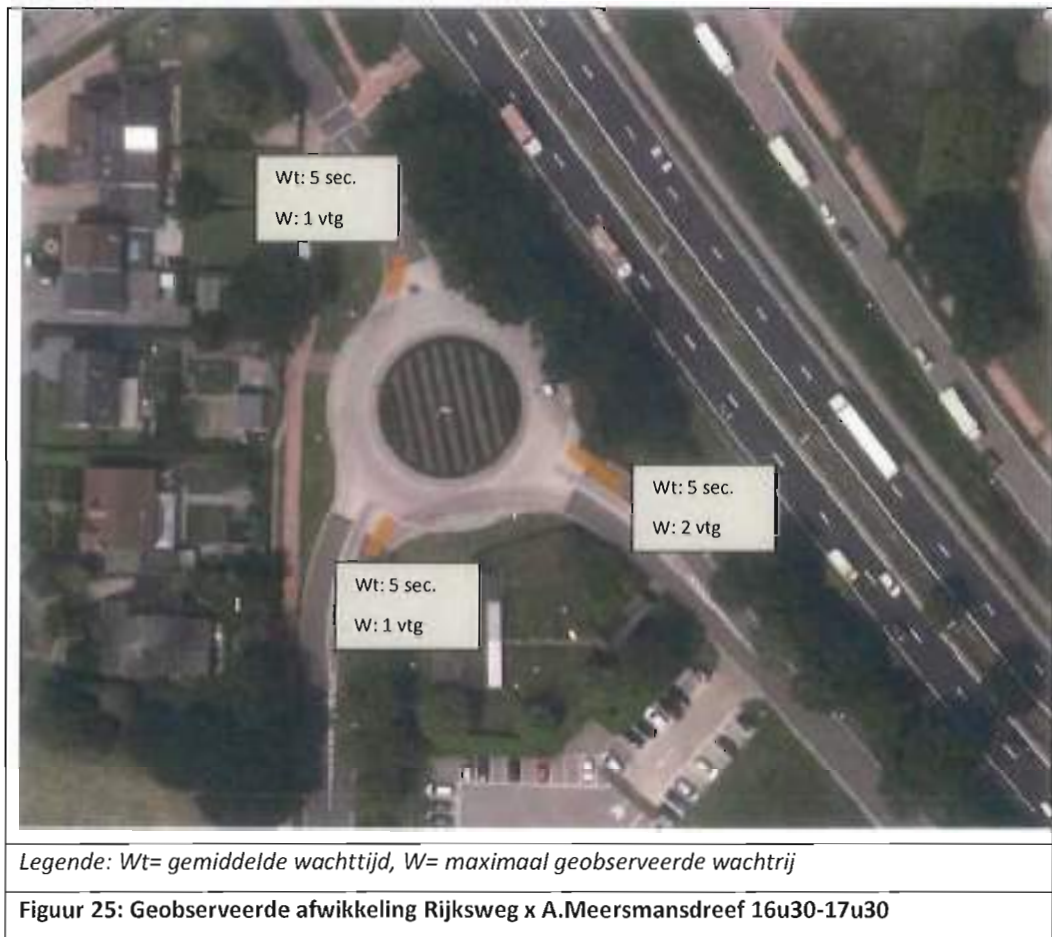 Wt: 5 sec.
W: 1 vtg
Wt: 5 sec.
W: 2 vtg
Wt: 5 sec.
W: 1 vtg
Legende: Wt= gemiddelde wachttijd, W= maximaal geobserveerde wachtrij
Figuur 25: Geobserveerde afwikkeling Rijksweg x A.Meersmansdreef 16u30-17u30